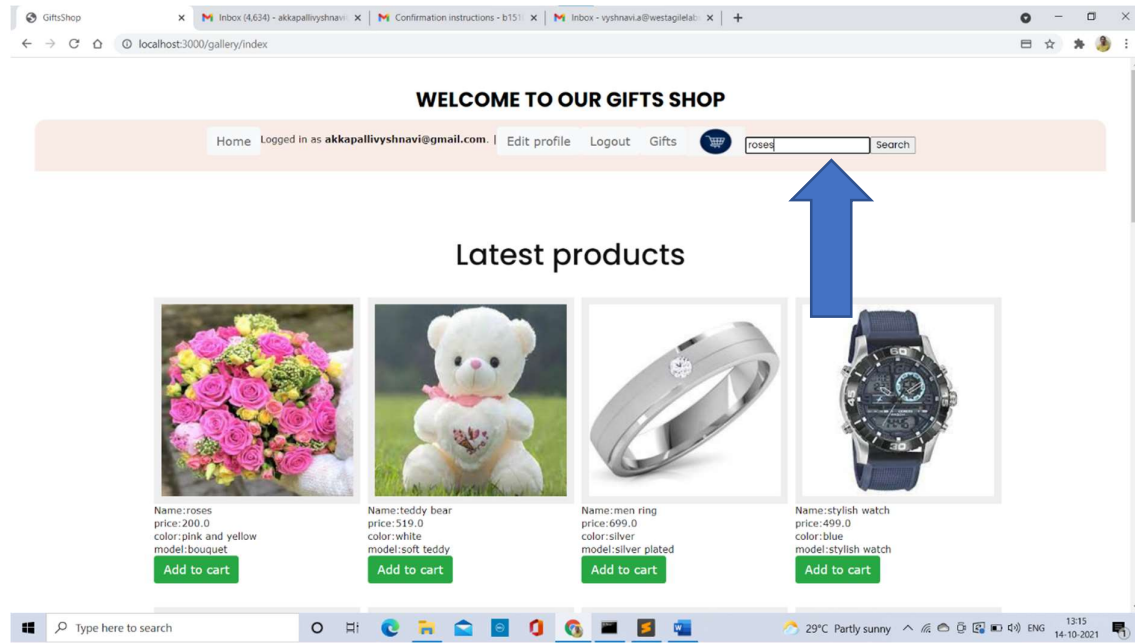 GiftsShop
Inbox (4,634) - akkapallivyshnavi
Confirmation instructions - b151
Inbox - vyshnavi.a@westagilelab
localhost:3000/gallery/index
WELCOME TO OUR GIFTS SHOP
Home Logged in as akkapallivyshnavi@gmail.com. | Edit profile Logout Gifts roses Search
Latest products
Name:roses
price:200.0
color:pink and yellow
model:bouquet
Add to cart
Name:teddy bear
price:519.0
color:white
model:soft teddy
Add to cart
Name:men ring
price:699.0
color:silver
model:silver plated
Add to cart
Name:stylish watch
price:499.0
color:blue
model:stylish watch
Add to cart
Type here to search
29°C Partly sunny
ENG
13:15
14-10-2021